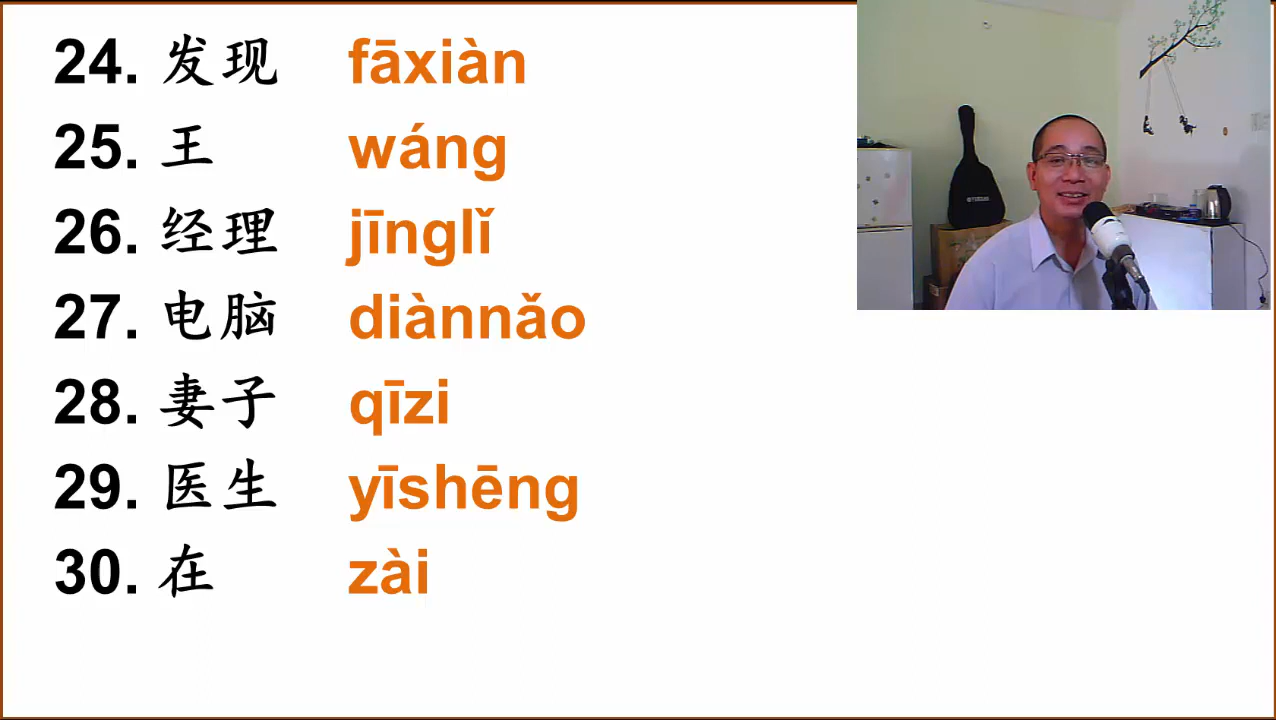 24. 发现 fāxiàn
25. 王 wáng
26. 经理 jīnglǐ
27. 电脑 diànnǎo
28. 妻子 qīzi
29. 医生 yīshēng
30. 在 zài